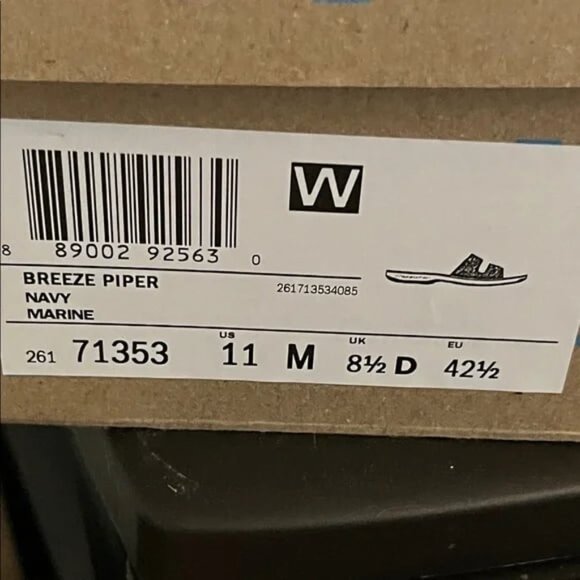 W
8 89002 92563 0
BREEZE PIPER
261713534085
NAVY
MARINE
US UK EU
261 71353 11 M 8½ D 42½